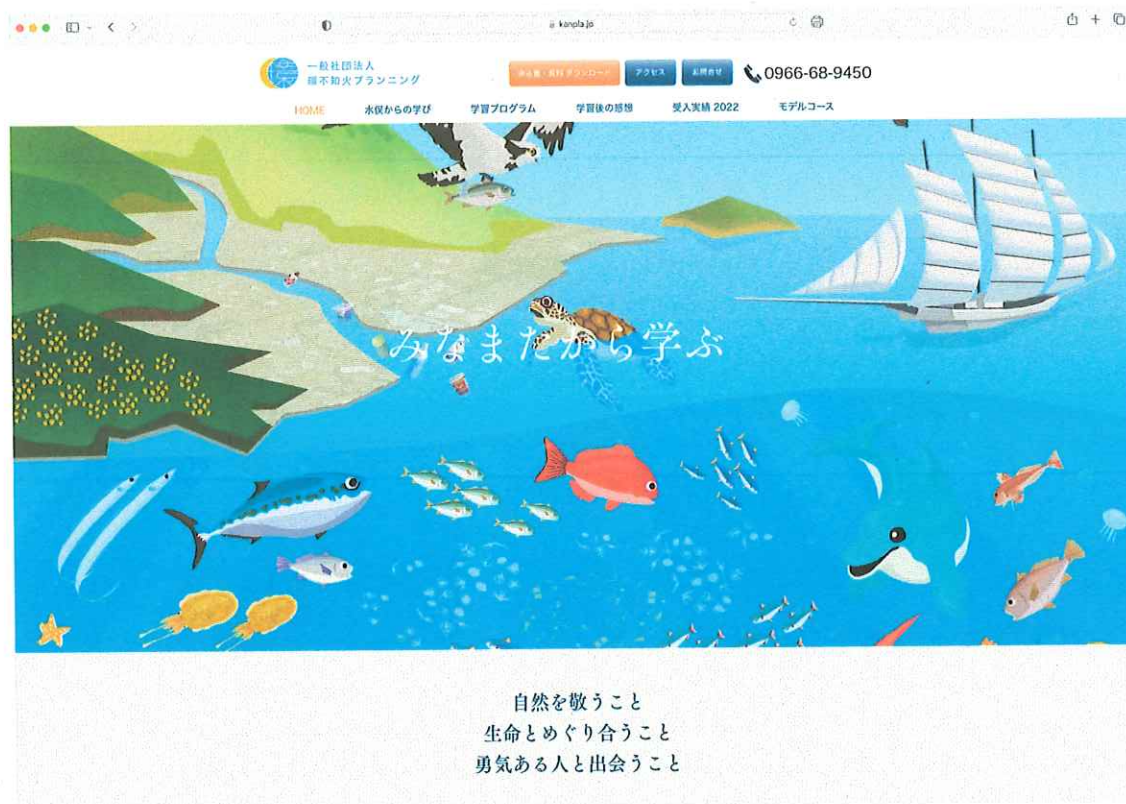 kanpla.jp
一般社団法人
環不知火プランニング
申込書・資料 ダウンロード
アクセス
お問合せ
0966-68-9450
HOME
水俣からの学び
学習プログラム
学習後の感想
受入実績 2022
モデルコース
みなまたから学ぶ
自然を敬うこと
生命とめぐり合うこと
勇気ある人と出会うこと